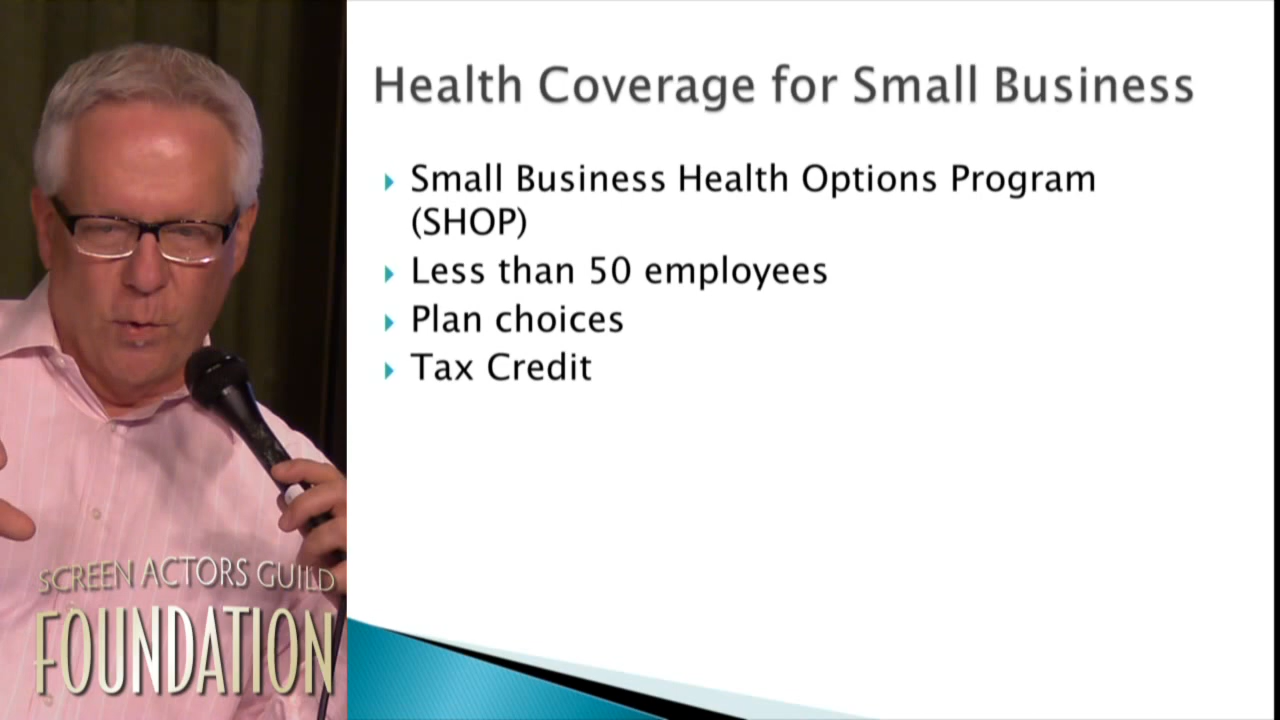 Health Coverage for Small Business
Small Business Health Options Program
(SHOP)
Less than 50 employees
Plan choices
Tax Credit
SCREEN ACTORS GUILD
FOUNDATION